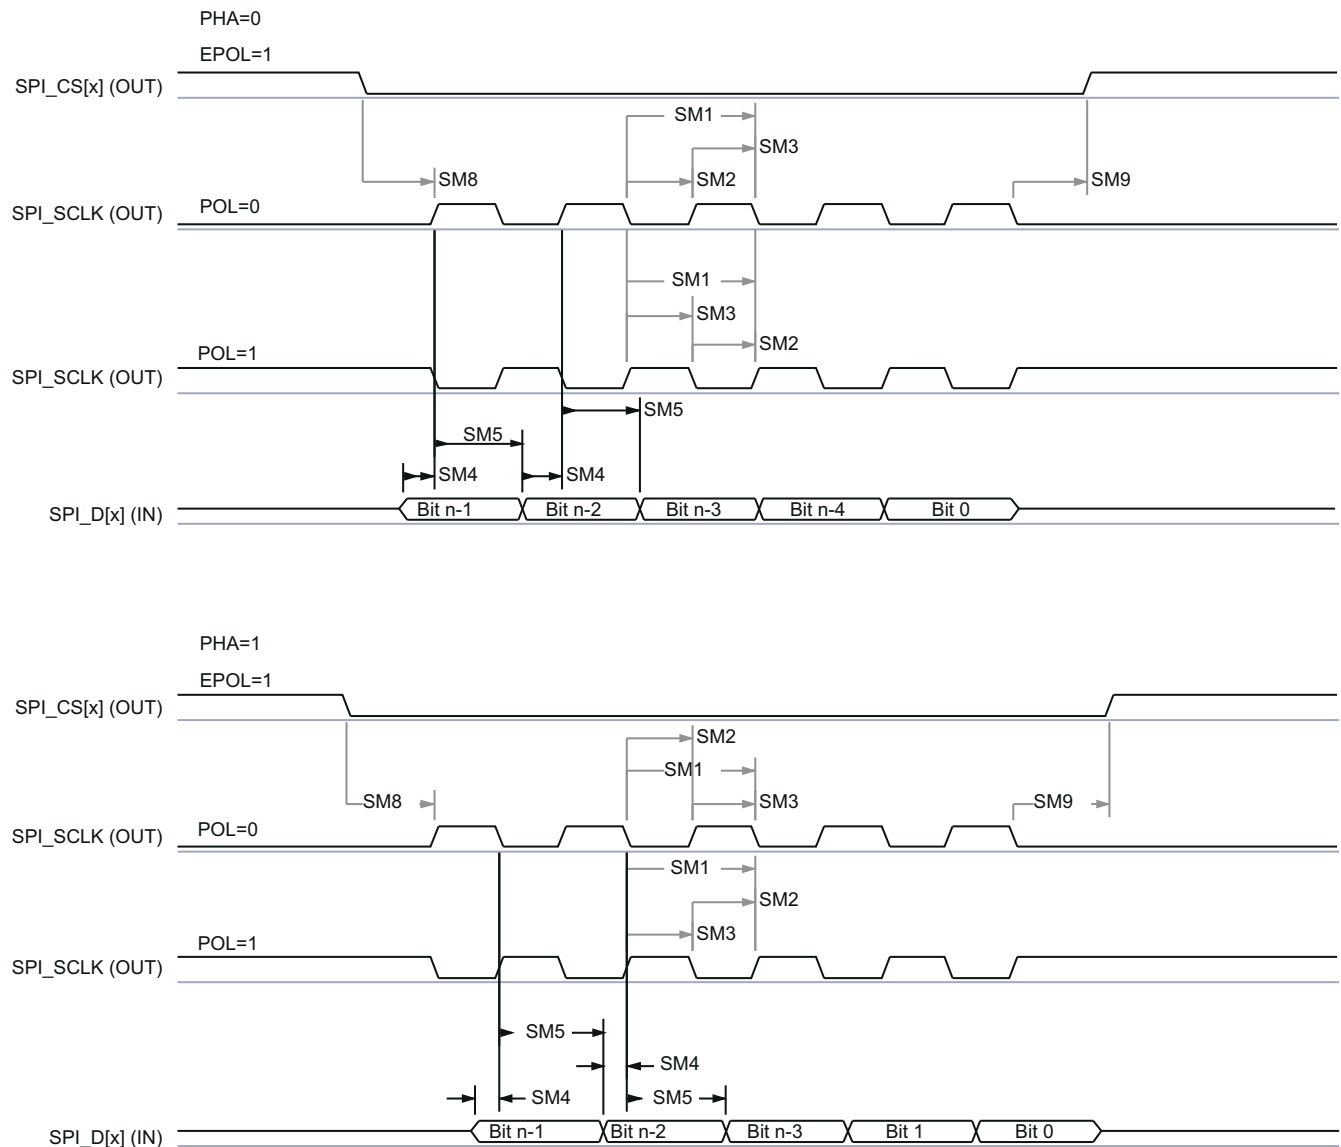 PHA=0
EPOL=1
SPI_CS[x] (OUT)
SM1
SM3
SM8
SM2
SM9
POL=0
SPI_SCLK (OUT)
SM1
SM3
SM2
POL=1
SPI_SCLK (OUT)
SM5
SM5
SM4
SM4
SPI_D[x] (IN)
Bit n-1
Bit n-2
Bit n-3
Bit n-4
Bit 0
PHA=1
EPOL=1
SPI_CS[x] (OUT)
SM2
SM1
SM8
SM3
SM9
POL=0
SPI_SCLK (OUT)
SM1
SM2
SM3
POL=1
SPI_SCLK (OUT)
SM5
SM4
SM4
SM5
SPI_D[x] (IN)
Bit n-1
Bit n-2
Bit n-3
Bit 1
Bit 0